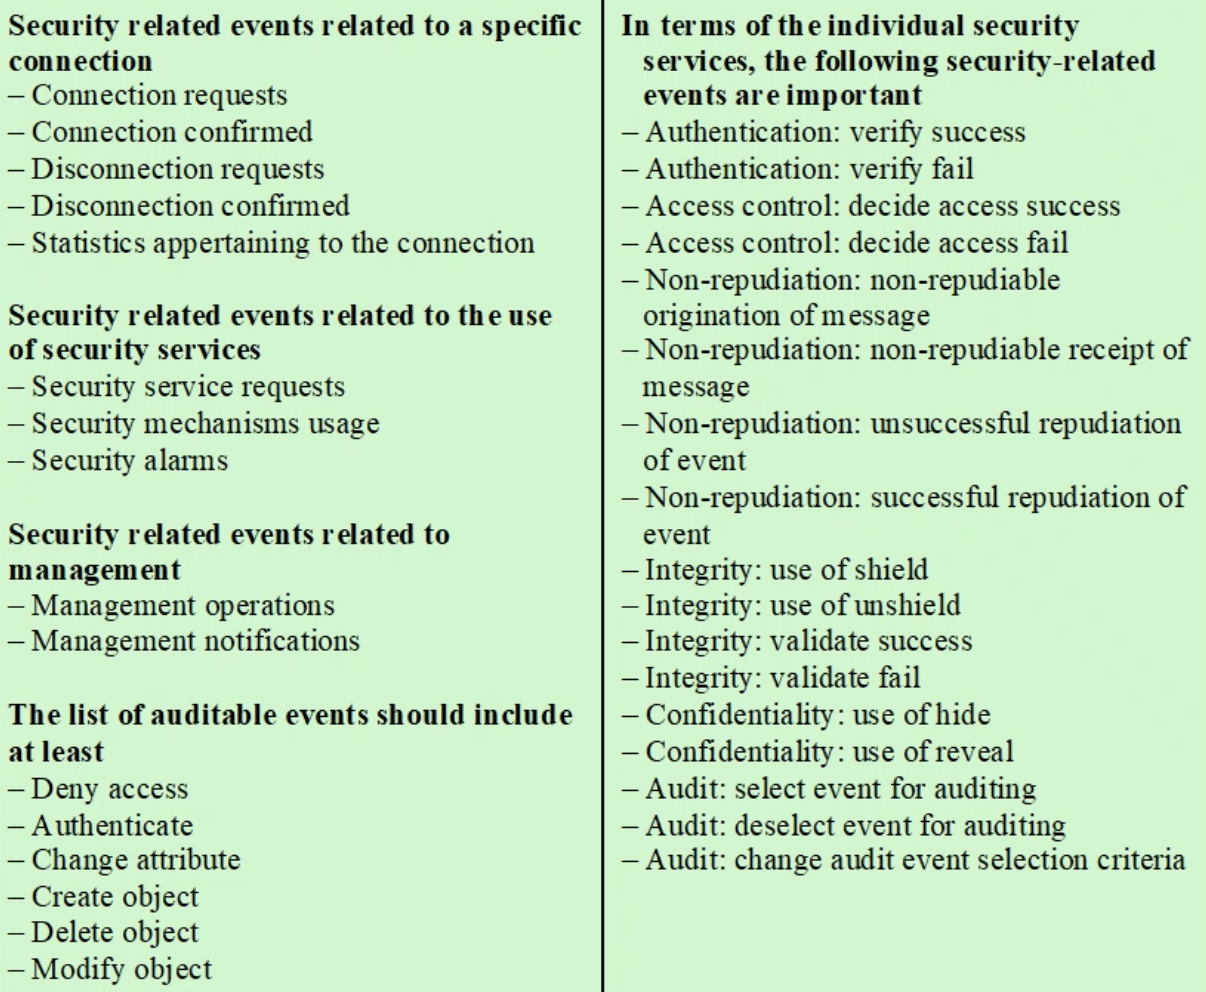 Security related events related to a specific
connection
– Connection requests
– Connection confirmed
– Disconnection requests
– Disconnection confirmed
– Statistics appertaining to the connection
Security related events related to the use
of security services
– Security service requests
– Security mechanisms usage
– Security alarms
Security related events related to
management
– Management operations
– Management notifications
The list of auditable events should include
at least
– Deny access
– Authenticate
– Change attribute
– Create object
– Delete object
– Modify object
In terms of the individual security
services, the following security-related
events are important
– Authentication: verify success
– Authentication: verify fail
– Access control: decide access success
– Access control: decide access fail
– Non-repudiation: non-repudiable
origination of message
– Non-repudiation: non-repudiable receipt of
message
– Non-repudiation: unsuccessful repudiation
of event
– Non-repudiation: successful repudiation of
event
– Integrity: use of shield
– Integrity: use of unshield
– Integrity: validate success
– Integrity: validate fail
– Confidentiality: use of hide
– Confidentiality: use of reveal
– Audit: select event for auditing
– Audit: deselect event for auditing
– Audit: change audit event selection criteria